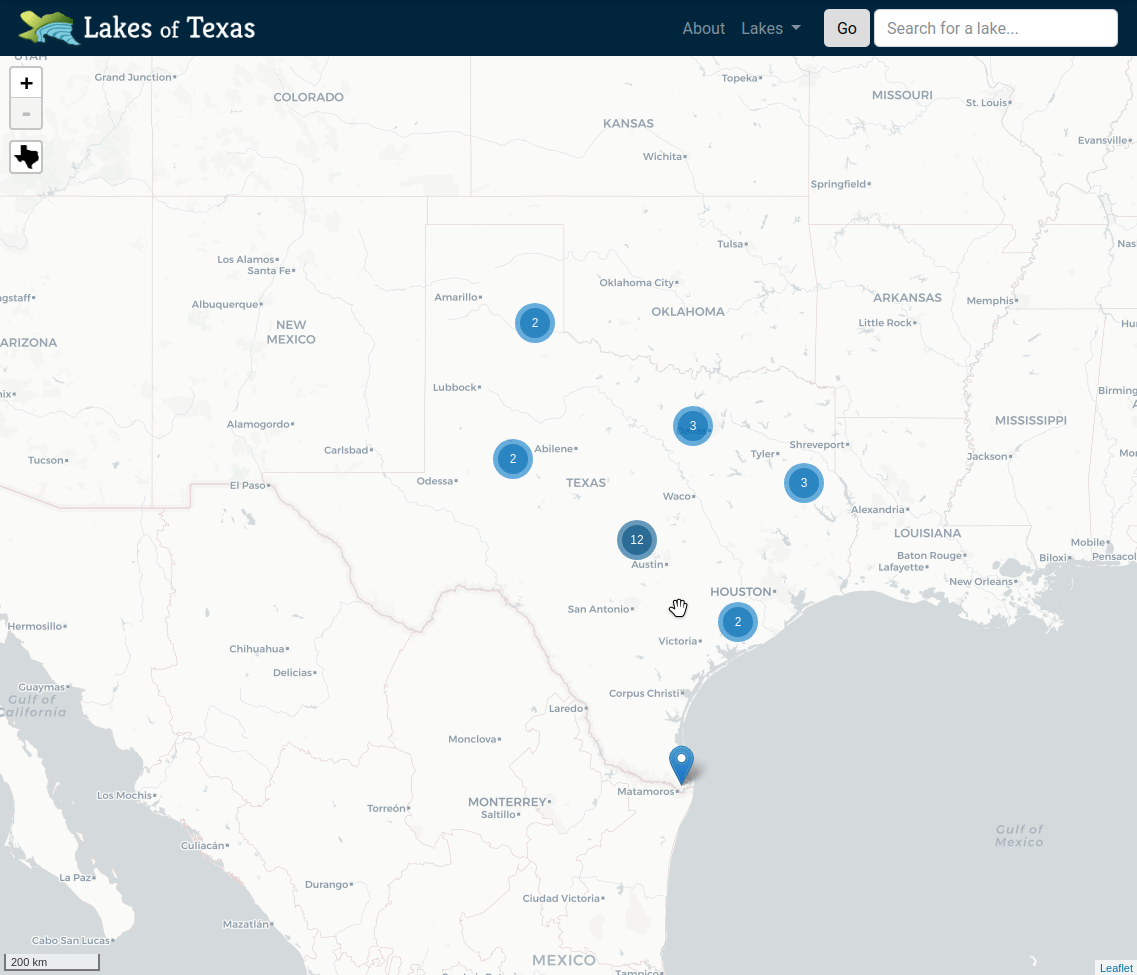 Lakes of Texas
About
Lakes
Go
Search for a lake...
UTAH
+
-
Grand Junction
COLORADO
Topeka
MISSOURI
St. Louis
KANSAS
Evansville
Wichita
Springfield
Tulsa
Nas
Los Alamos
Santa Fe
Oklahoma City
gstaff
Albuquerque
Amarillo
ARKANSAS
Memphis
OKLAHOMA
2
NEW
MEXICO
Little Rock
Hu
ARIZONA
Lubbock
nix
Birming
Alamogordo
3
MISSISSIPPI
Carlsbad
Abilene
Shreveport
Tucson
2
Tyler
Jackson
Mo
El Paso
Odessa
TEXAS
3
Waco
Alexandria
LOUISIANA
12
Mobile
Austin
Baton Rouge
Biloxi
Pensacol
Lafayette
New Orleans
HOUSTON
San Antonio
2
Hermosillo
Victoria
Chihuahua
Delicias
Guaymas
Gulf of
California
Corpus Christi
Laredo
Monclova
Los Mochis
Matamoros
MONTERREY
Torreón
Saltillo
Gulf of
Mexico
Culiacán
La Paz
Durango
Ciudad Victoria
Mazatlán
Cabo San Lucas
MEXICO
200 km
Tampico
Leaflet